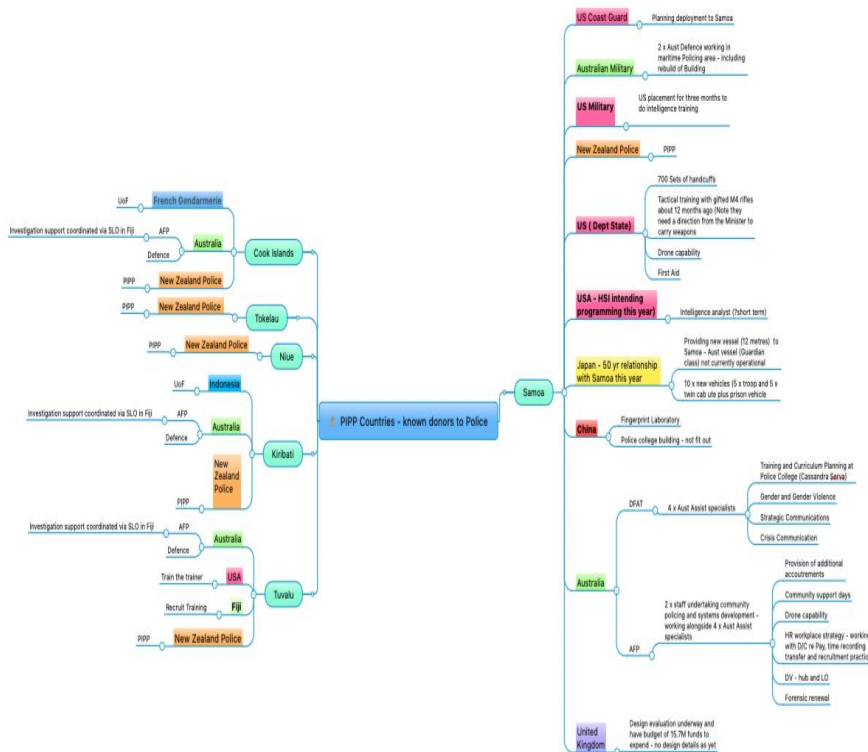 PIPP Countries - known donors to Police
Cook Islands
French Gendarmerie
UoF
Australia
AFP
Investigation support coordinated via SLO in Fiji
Defence
New Zealand Police
PIPP
Tokelau
New Zealand Police
PIPP
Niue
New Zealand Police
PIPP
Kiribati
Indonesia
UoF
Australia
AFP
Investigation support coordinated via SLO in Fiji
Defence
New
Zealand
Police
PIPP
Tuvalu
Australia
AFP
Investigation support coordinated via SLO in Fiji
Defence
USA
Train the trainer
Fiji
Recruit Training
New Zealand Police
PIPP
Samoa
US Coast Guard
Planning deployment to Samoa
Australian Military
2 x Aust Defence working in
maritime Policing area - including
rebuild of Building
US Military
US placement for three months to
do intelligence training
New Zealand Police
PIPP
US ( Dept State)
700 Sets of handcuffs
Tactical training with gifted M4 rifles
about 12 months ago (Note they
need a direction from the Minister to
carry weapons
Drone capability
First Aid
USA - HSI intending
programming this year)
Intelligence analyst (?short term)
Japan - 50 yr relationship
with Samoa this year
Providing new vessel (12 metres) to
Samoa - Aust vessel (Guardian
class) not currently operational
10 x new vehicles (5 x troop and 5 x
twin cab ute plus prison vehicle
China
Fingerprint Laboratory
Police college building - not fit out
Australia
DFAT
4 x Aust Assist specialists
Training and Curriculum Planning at
Police College (Cassandra Sarva)
Gender and Gender Violence
Strategic Communications
Crisis Communication
AFP
2 x staff undertaking community
policing and systems development -
working alongside 4 x Aust Assist
specialists
Provision of additional
accoutrements
Community support days
Drone capability
HR workplace strategy - working
with D/C re Pay, time recording
transfer and recruitment practic
DV - hub and LO
Forensic renewal
United
Kingdom
Design evaluation underway and
have budget of 15.7M funds to
expend - no design details as yet